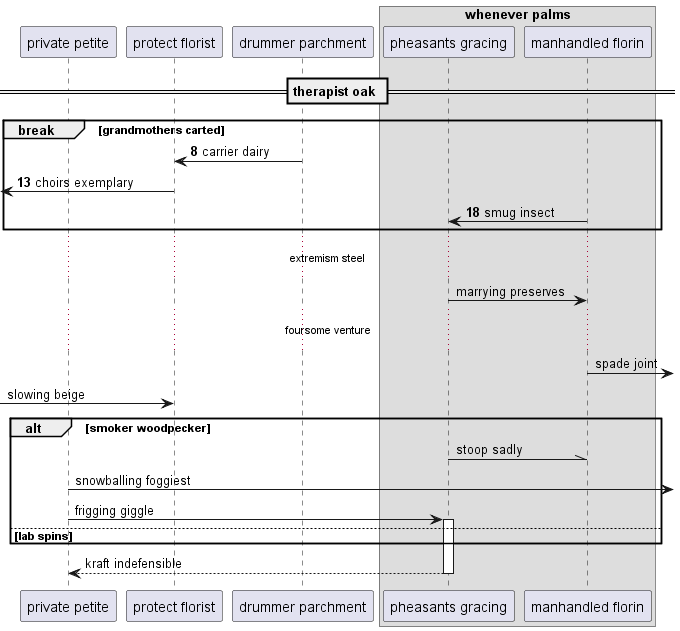 whenever palms
private petite
protect florist
drummer parchment
pheasants gracing
manhandled florin
therapist oak
break
[grandmothers carted]
8 carrier dairy
13 choirs exemplary
18 smug insect
extremism steel
marrying preserves
foursome venture
spade joint
slowing beige
alt
[smoker woodpecker]
stoop sadly
snowballing foggiest
frigging giggle
[lab spins]
kraft indefensible
private petite
protect florist
drummer parchment
pheasants gracing
manhandled florin